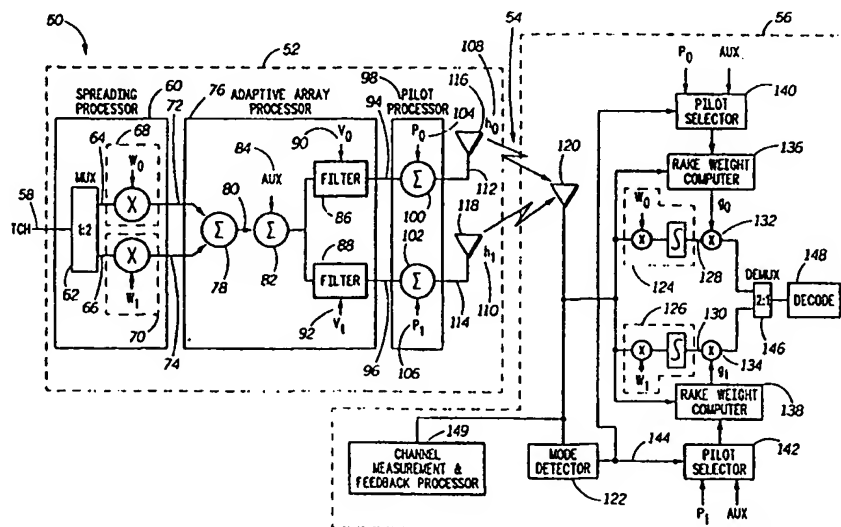 50
52
54
56
SPREADING
PROCESSOR
60
76
ADAPTIVE ARRAY
PROCESSOR
98
PILOT
PROCESSOR
108
116
72
68
64
W0
MUX
58
TCH
1:2
X
62
66
X
W1
70
74
84
AUX
80
Σ
78
Σ
82
90
V0
FILTER
86
88
FILTER
92
V1
94
96
P0
104
Σ
100
102
Σ
P1
106
112
118
114
h0
h1
110
120
P0
AUX
140
PILOT
SELECTOR
136
RAKE WEIGHT
COMPUTER
W0
g0
132
X
∫
X
124
128
DEMUX
148
2:1
DECODE
146
126
130
X
∫
X
134
W1
g1
RAKE WEIGHT
COMPUTER
138
149
CHANNEL
MEASUREMENT &
FEEDBACK PROCESSOR
MODE
DETECTOR
122
144
142
PILOT
SELECTOR
P1
AUX